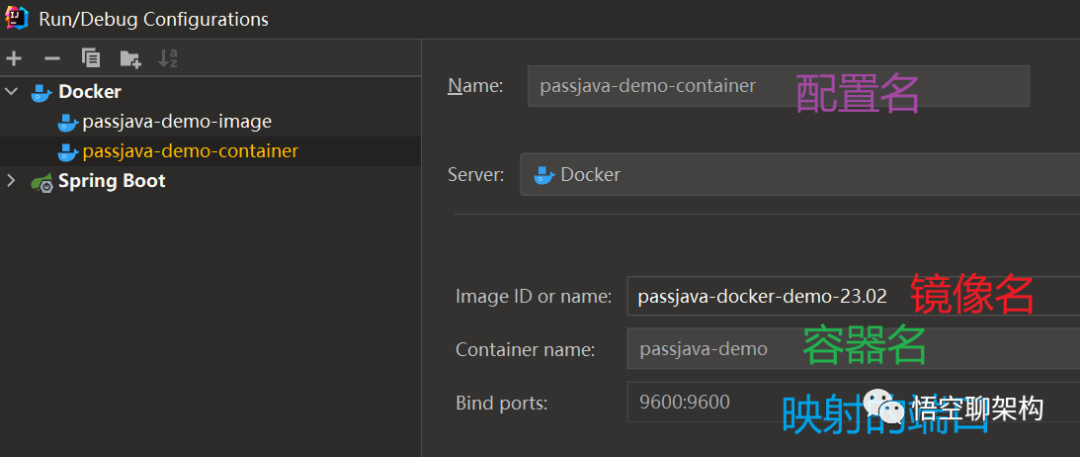 Run/Debug Configurations
Docker
passjava-demo-image
passjava-demo-container
Spring Boot
Name: passjava-demo-container 配置名
Server: Docker
Image ID or name: passjava-docker-demo-23.02 镜像名
Container name: passjava-demo 容器名
Bind ports: 9600:9600 映射的端口
悟空聊架构